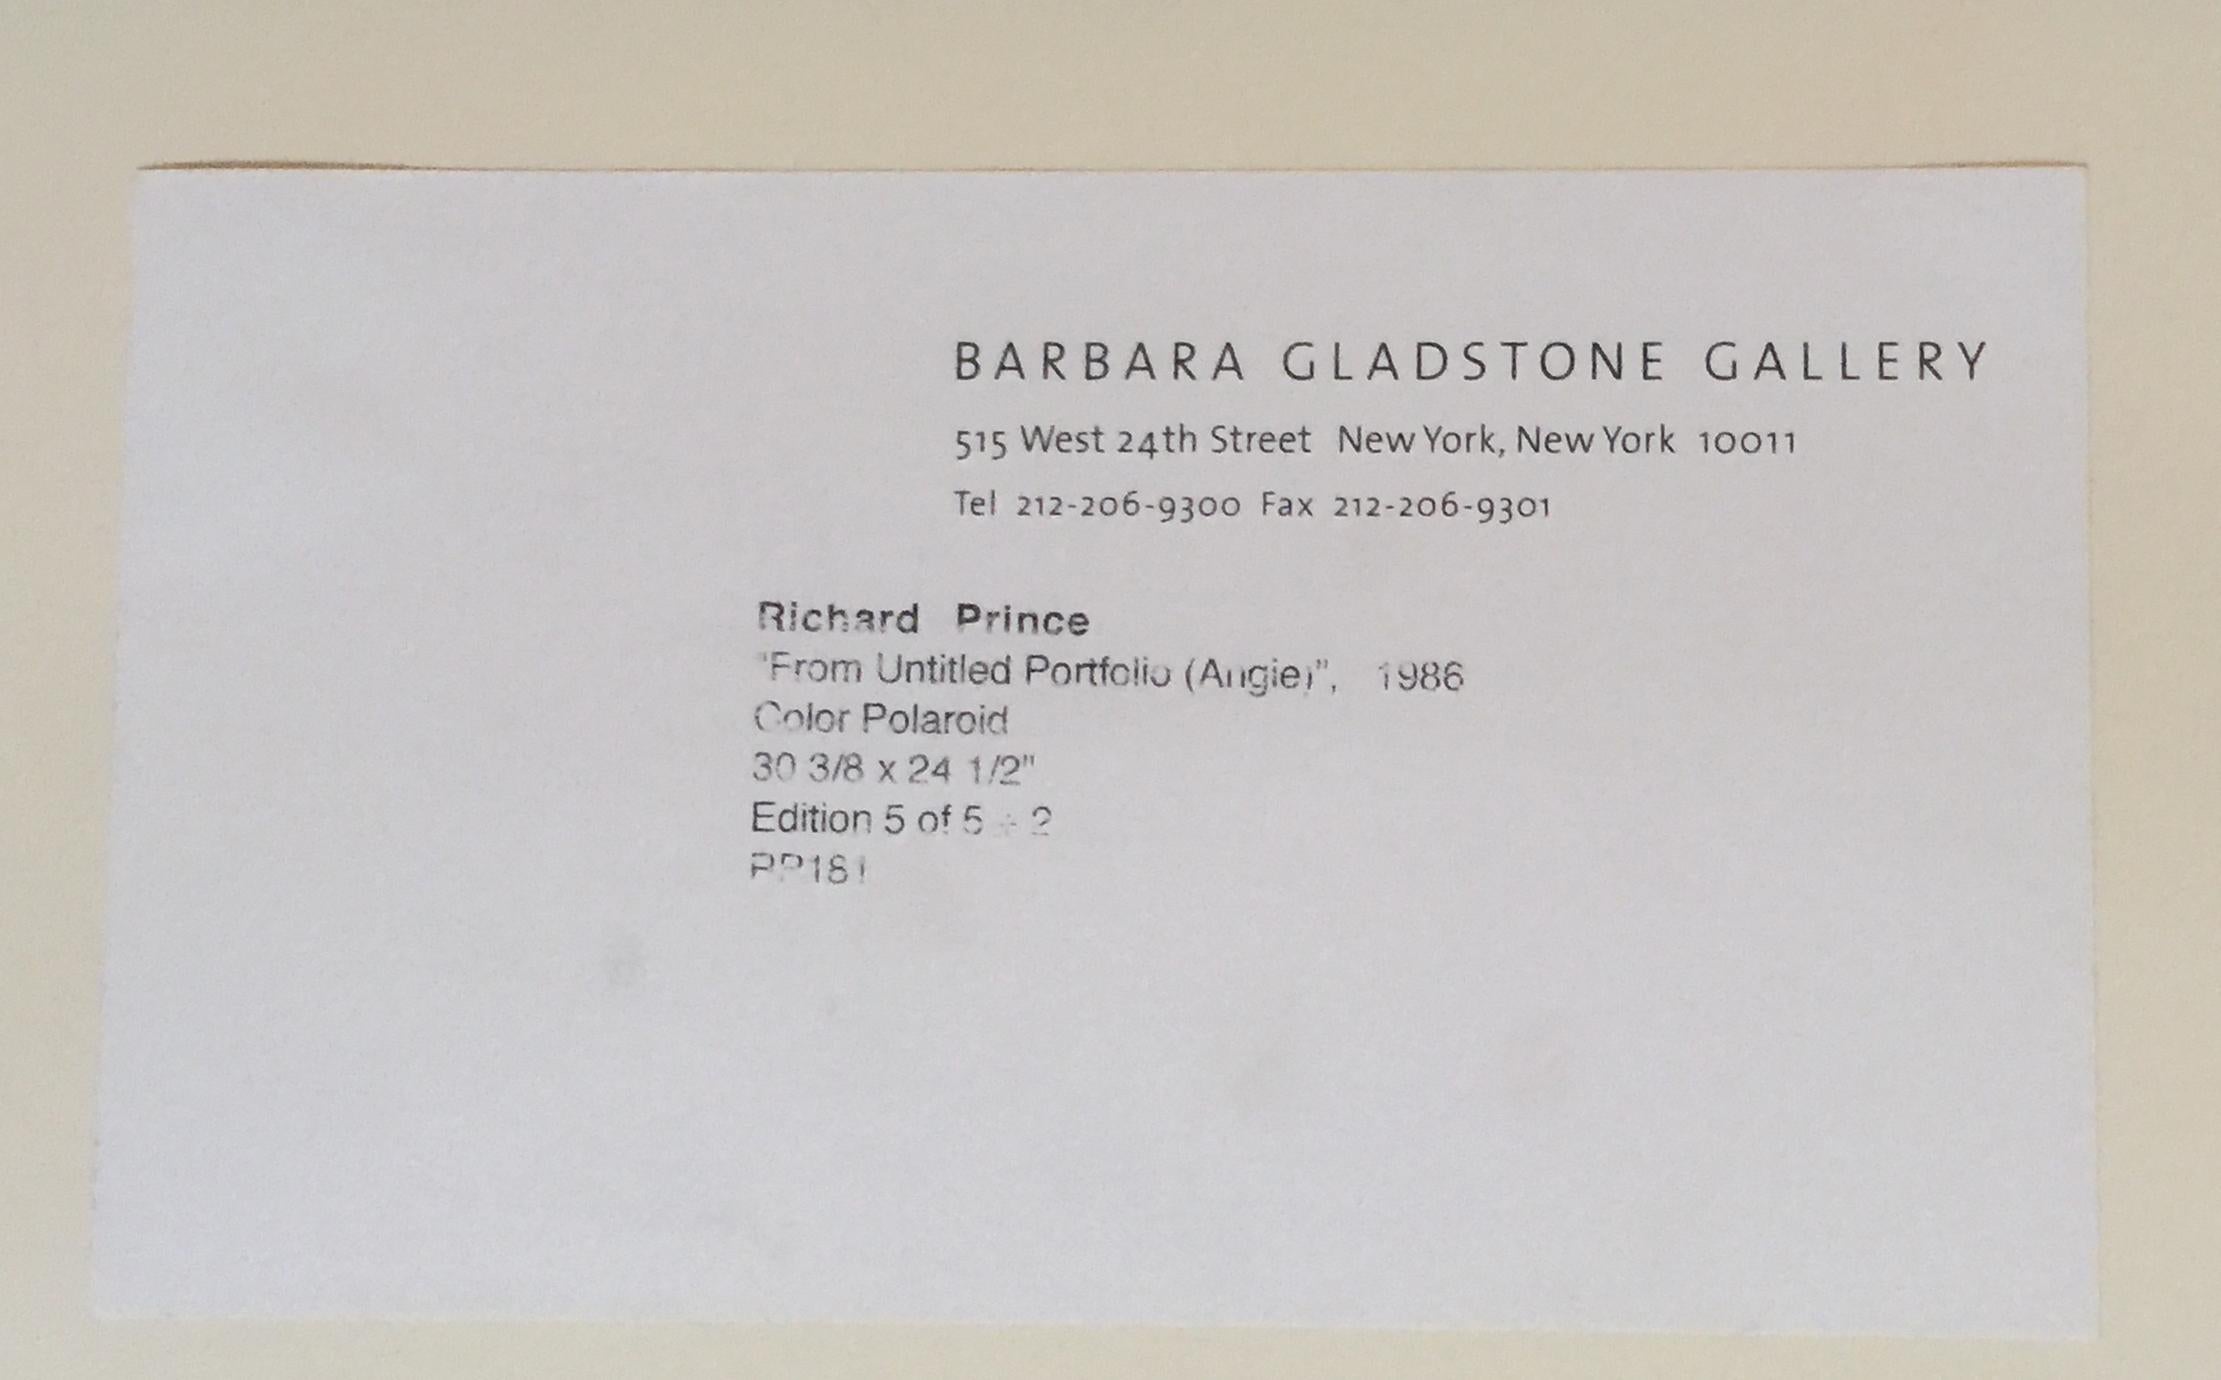 BARBARA GLADSTONE GALLERY
515 West 24th Street New York, New York 10011
Tel 212-206-9300 Fax 212-206-9301
Richard Prince
"From Untitled Portfolio (Angie)", 1986
Color Polaroid
30 3/8 x 24 1/2"
Edition 5 of 5 + 2
RP181